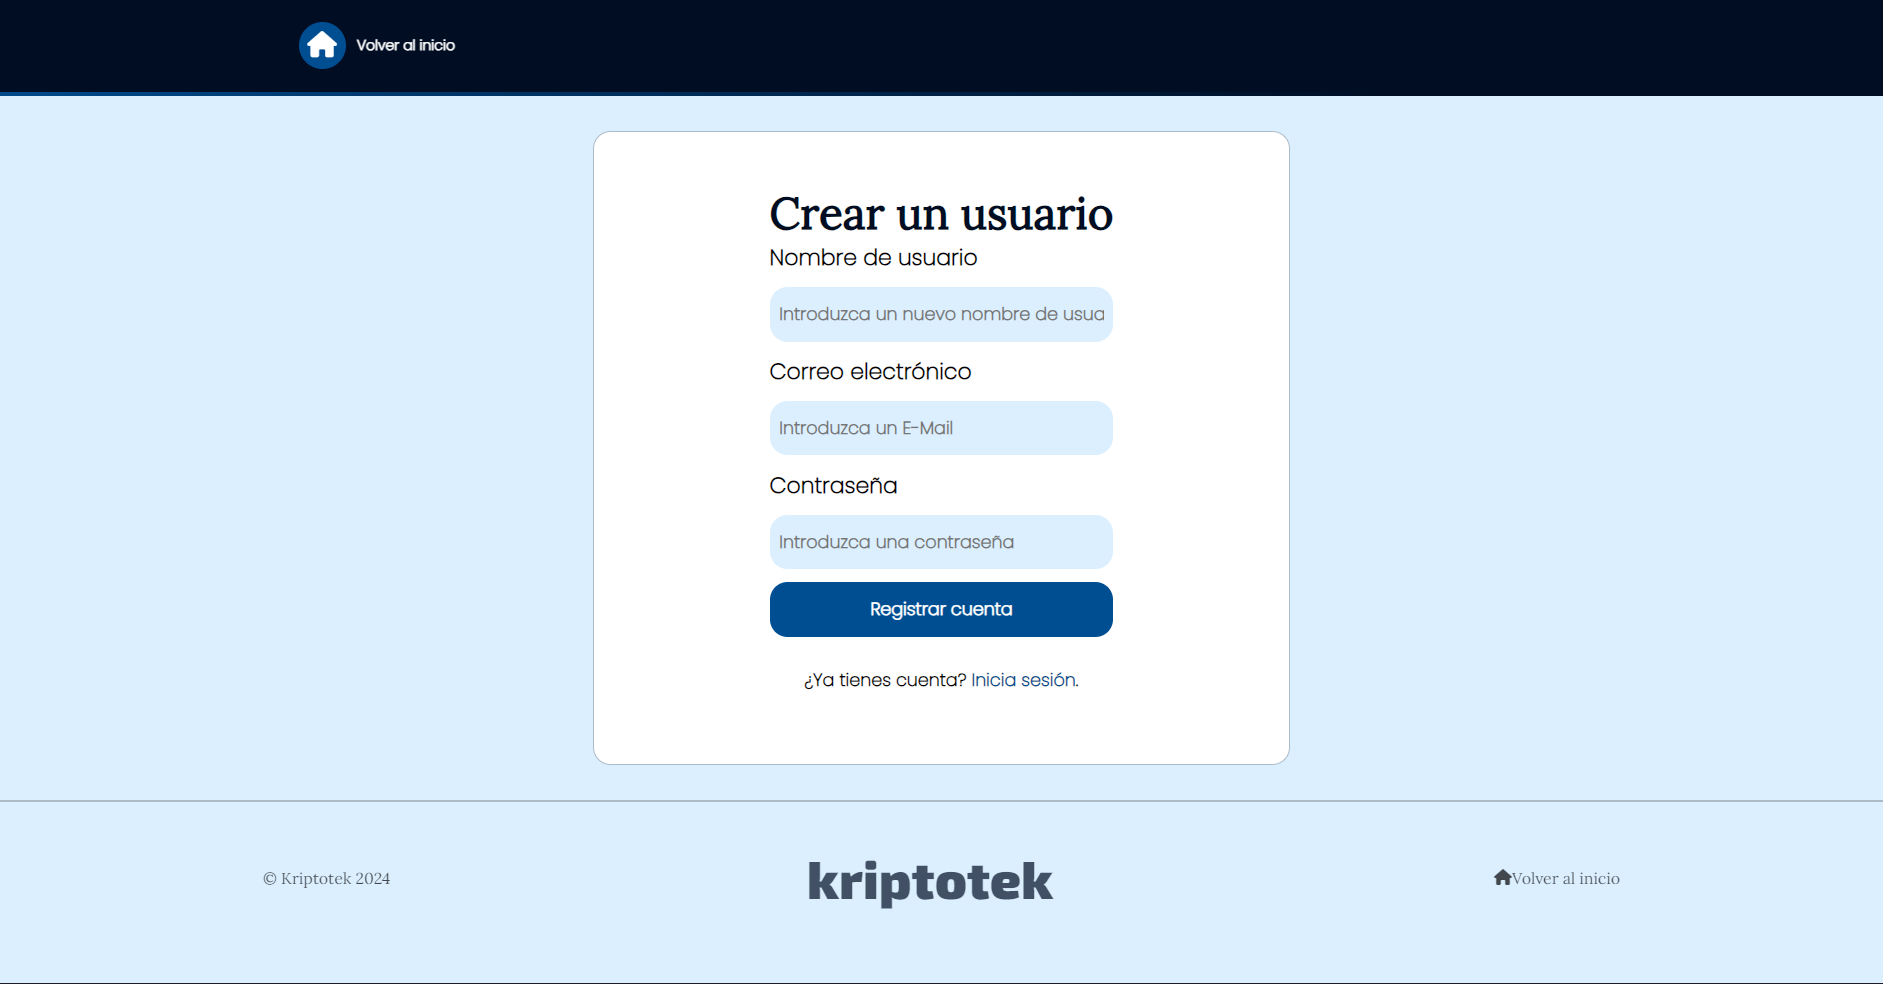 Volver al inicio
Crear un usuario
Nombre de usuario
Introduzca un nuevo nombre de usua
Correo electrónico
Introduzca un E-Mail
Contraseña
Introduzca una contraseña
Registrar cuenta
¿Ya tienes cuenta? Inicia sesión.
© Kriptotek 2024
kriptotek
Volver al inicio